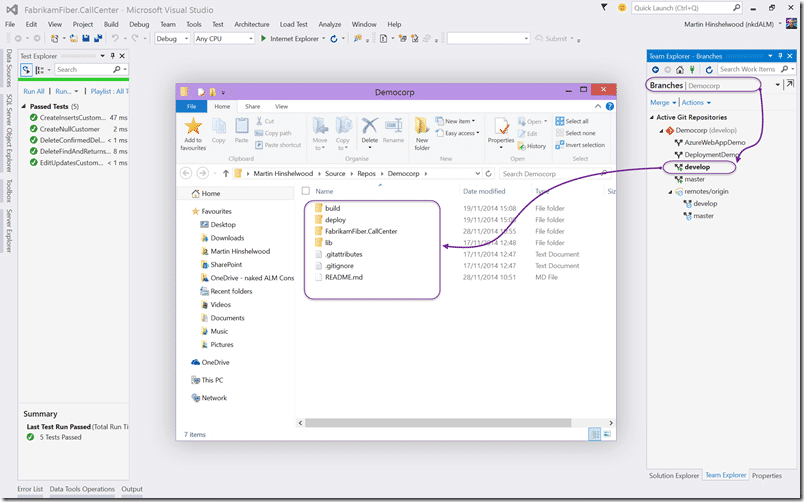 FabrikamFiber.CallCenter - Microsoft Visual Studio
Quick Launch (Ctrl+Q)
File Edit View Project Build Debug Team Tools Test Architecture Load Test Analyze Window Help
Martin Hinshelwood (nkdALM)
Debug Any CPU Internet Explorer Submit
Data Sources
SQL Server Object Explorer
Toolbox
Server Explorer
Test Explorer
Search
Run All | Run... | Playlist : All T
Passed Tests
CreateInsertsCustom... 47 ms
CreateNullCustomer 2 ms
DeleteConfirmedDel... < 1 ms
DeleteFindAndReturns... 8 ms
EditUpdatesCustom... < 1 ms
Summary
Last Test Run Passed (Total Run Ti
5 Tests Passed
Error List Data Tools Operations Output
Democorp
File Home Share View
Add to favourites
Copy
Paste
Cut
Copy path
Paste shortcut
Clipboard
Move to
Copy to
Delete
Rename
Organise
New folder
New item
Easy access
New
Properties
Open
Edit
History
Open
Select all
Select none
Invert selection
Select
Martin Hinshelwood Source Repos Democorp
Search Democorp
Home
Favourites
Desktop
Downloads
Martin Hinshelwood
SharePoint
OneDrive - naked ALM Cons
Recent folders
Videos
Documents
Music
Pictures
OneDrive
This PC
Network
Name Date modified Type
build 19/11/2014 15:08 File folder
deploy 19/11/2014 15:08 File folder
FabrikamFiber.CallCenter 28/11/2014 10:55 File folder
lib 17/11/2014 12:48 File folder
.gitattributes 17/11/2014 12:47 Text Document
.gitignore 17/11/2014 12:47 Text Document
README.md 28/11/2014 10:51 MD File
7 items
Team Explorer - Branches
Search Work Items
Branches | Democorp
Merge | Actions
Active Git Repositories
Democorp (develop)
AzureWebAppDemo
DeploymentDemo
develop
master
remotes/origin
develop
master
Solution Explorer Team Explorer Properties